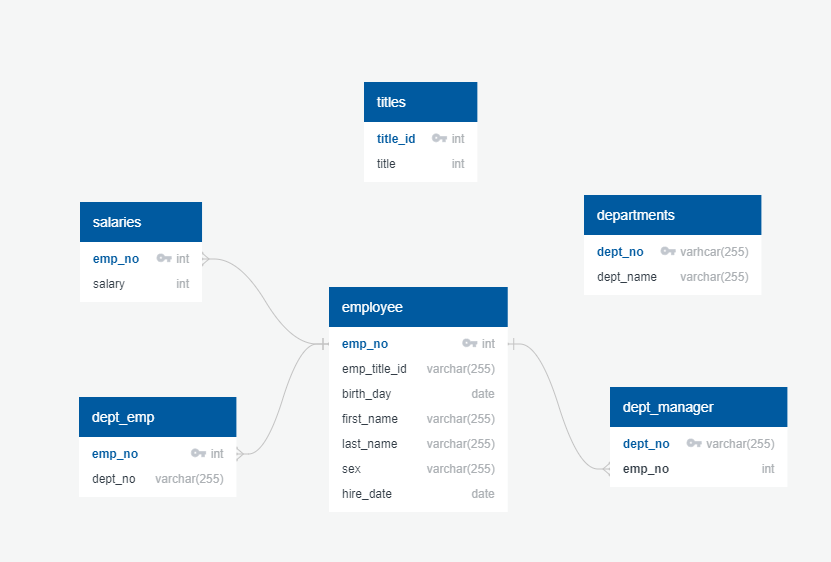 titles
title_id int
title int
salaries
emp_no int
salary int
departments
dept_no varhcar(255)
dept_name varchar(255)
employee
emp_no int
emp_title_id varchar(255)
birth_day date
first_name varchar(255)
last_name varchar(255)
sex varchar(255)
hire_date date
dept_emp
emp_no int
dept_no varchar(255)
dept_manager
dept_no varchar(255)
emp_no int